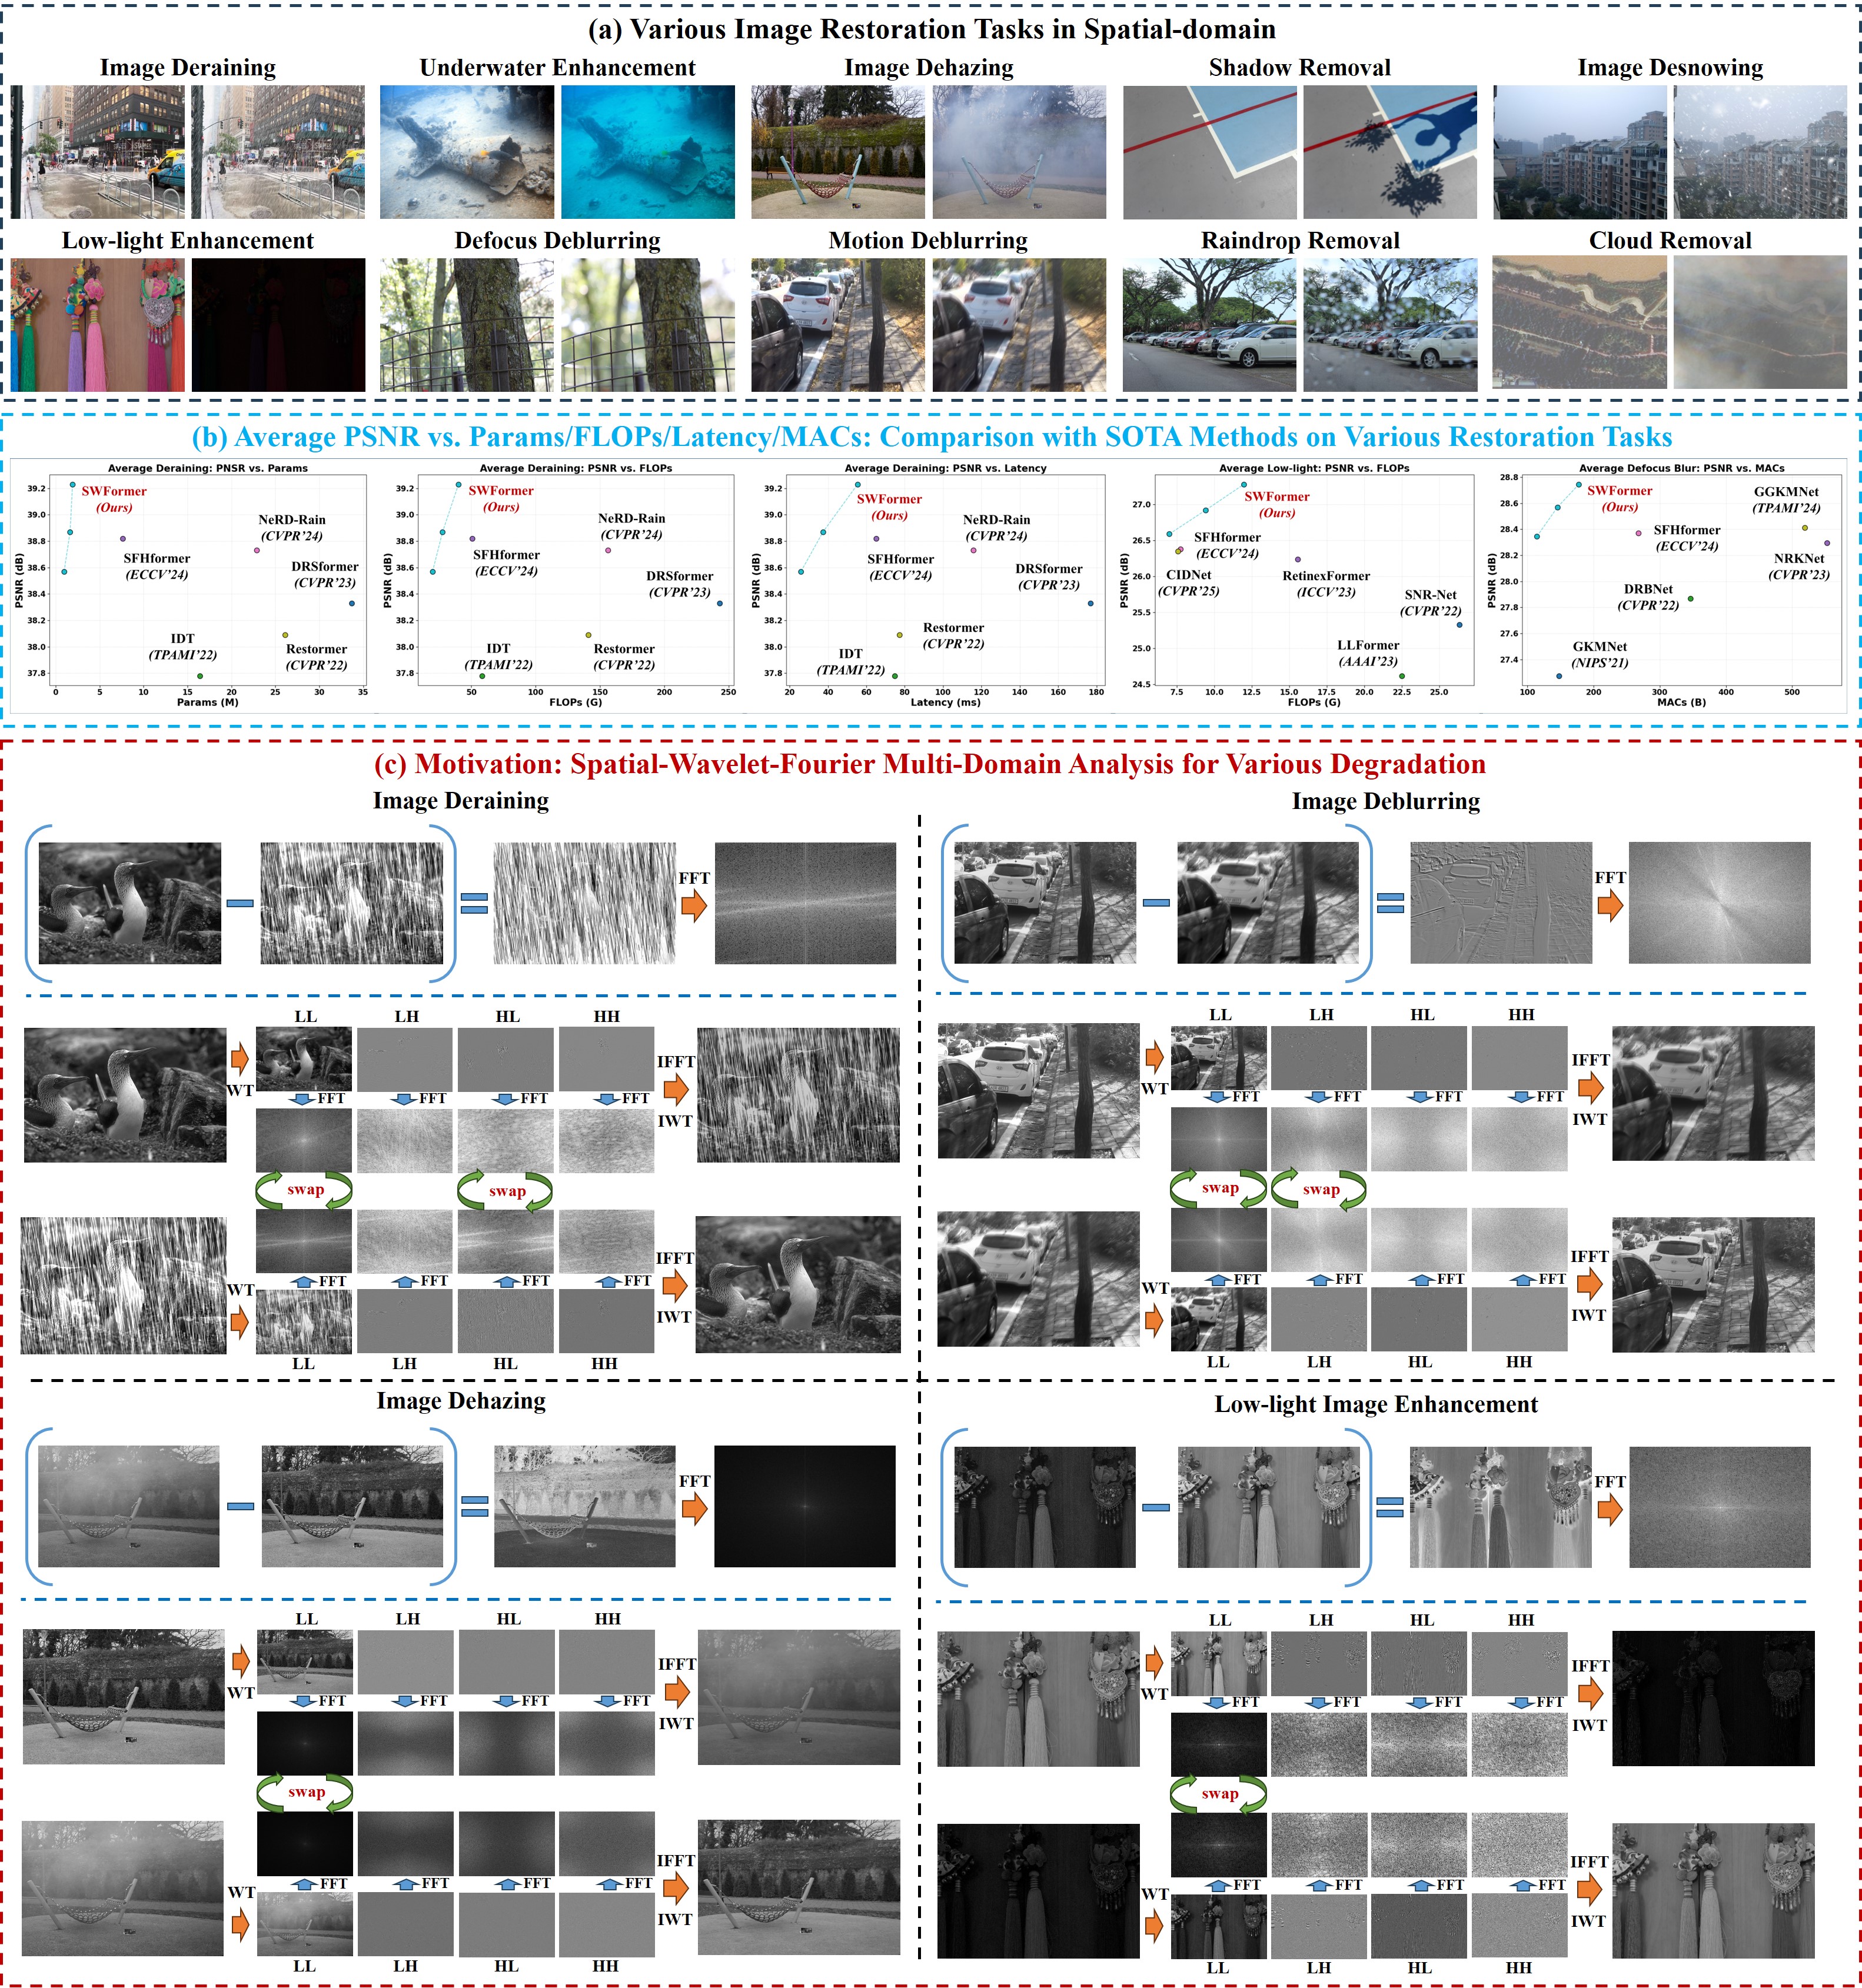 (a) Various Image Restoration Tasks in Spatial-domain
Image Deraining
Underwater Enhancement
Image Dehazing
Shadow Removal
Image Desnowing
Low-light Enhancement
Defocus Deblurring
Motion Deblurring
Raindrop Removal
Cloud Removal
(b) Average PSNR vs. Params/FLOPs/Latency/MACs: Comparison with SOTA Methods on Various Restoration Tasks
Average Deraining: PNSR vs. Params
PSNR (dB)
39.2
39.0
38.8
38.6
38.4
38.2
38.0
37.8
SWFormer
(Ours)
NeRD-Rain
(CVPR'24)
SFHformer
(ECCV'24)
DRSformer
(CVPR'23)
IDT
(TPAMI'22)
Restormer
(CVPR'22)
0 5 10 15 20 25 30 35
Params (M)
Average Deraining: PSNR vs. FLOPs
PSNR (dB)
39.2
39.0
38.8
38.6
38.4
38.2
38.0
37.8
SWFormer
(Ours)
NeRD-Rain
(CVPR'24)
SFHformer
(ECCV'24)
DRSformer
(CVPR'23)
IDT
(TPAMI'22)
Restormer
(CVPR'22)
50 100 150 200 250
FLOPs (G)
Average Deraining: PSNR vs. Latency
PSNR (dB)
39.2
39.0
38.8
38.6
38.4
38.2
38.0
37.8
SWFormer
(Ours)
NeRD-Rain
(CVPR'24)
SFHformer
(ECCV'24)
DRSformer
(CVPR'23)
Restormer
(CVPR'22)
IDT
(TPAMI'22)
20 40 60 80 100 120 140 160 180
Latency (ms)
Average Low-light: PSNR vs. FLOPs
PSNR (dB)
27.0
26.5
26.0
25.5
25.0
24.5
SWFormer
(Ours)
SFHformer
(ECCV'24)
CIDNet
(CVPR'25)
RetinexFormer
(ICCV'23)
SNR-Net
(CVPR'22)
LLFormer
(AAAI'23)
7.5 10.0 12.5 15.0 17.5 20.0 22.5 25.0
FLOPs (G)
Average Defocus Blur: PSNR vs. MACs
PSNR (dB)
28.8
28.6
28.4
28.2
28.0
27.8
27.6
27.4
SWFormer
(Ours)
GGKMNet
(TPAMI'24)
SFHformer
(ECCV'24)
NRKNet
(CVPR'23)
DRBNet
(CVPR'22)
GKMNet
(NIPS'21)
100 200 300 400 500
MACs (B)
(c) Motivation: Spatial-Wavelet-Fourier Multi-Domain Analysis for Various Degradation
Image Deraining
FFT
LL LH HL HH
WT
FFT FFT FFT FFT
IFFT
IWT
swap swap
WT
FFT FFT FFT FFT
IFFT
IWT
LL LH HL HH
Image Deblurring
FFT
LL LH HL HH
WT
FFT FFT FFT FFT
IFFT
IWT
swap swap
WT
FFT FFT FFT FFT
IFFT
IWT
LL LH HL HH
Image Dehazing
FFT
LL LH HL HH
WT
FFT FFT FFT FFT
IFFT
IWT
swap
WT
FFT FFT FFT FFT
IFFT
IWT
LL LH HL HH
Low-light Image Enhancement
FFT
LL LH HL HH
WT
FFT FFT FFT FFT
IFFT
IWT
swap
WT
FFT FFT FFT FFT
IFFT
IWT
LL LH HL HH